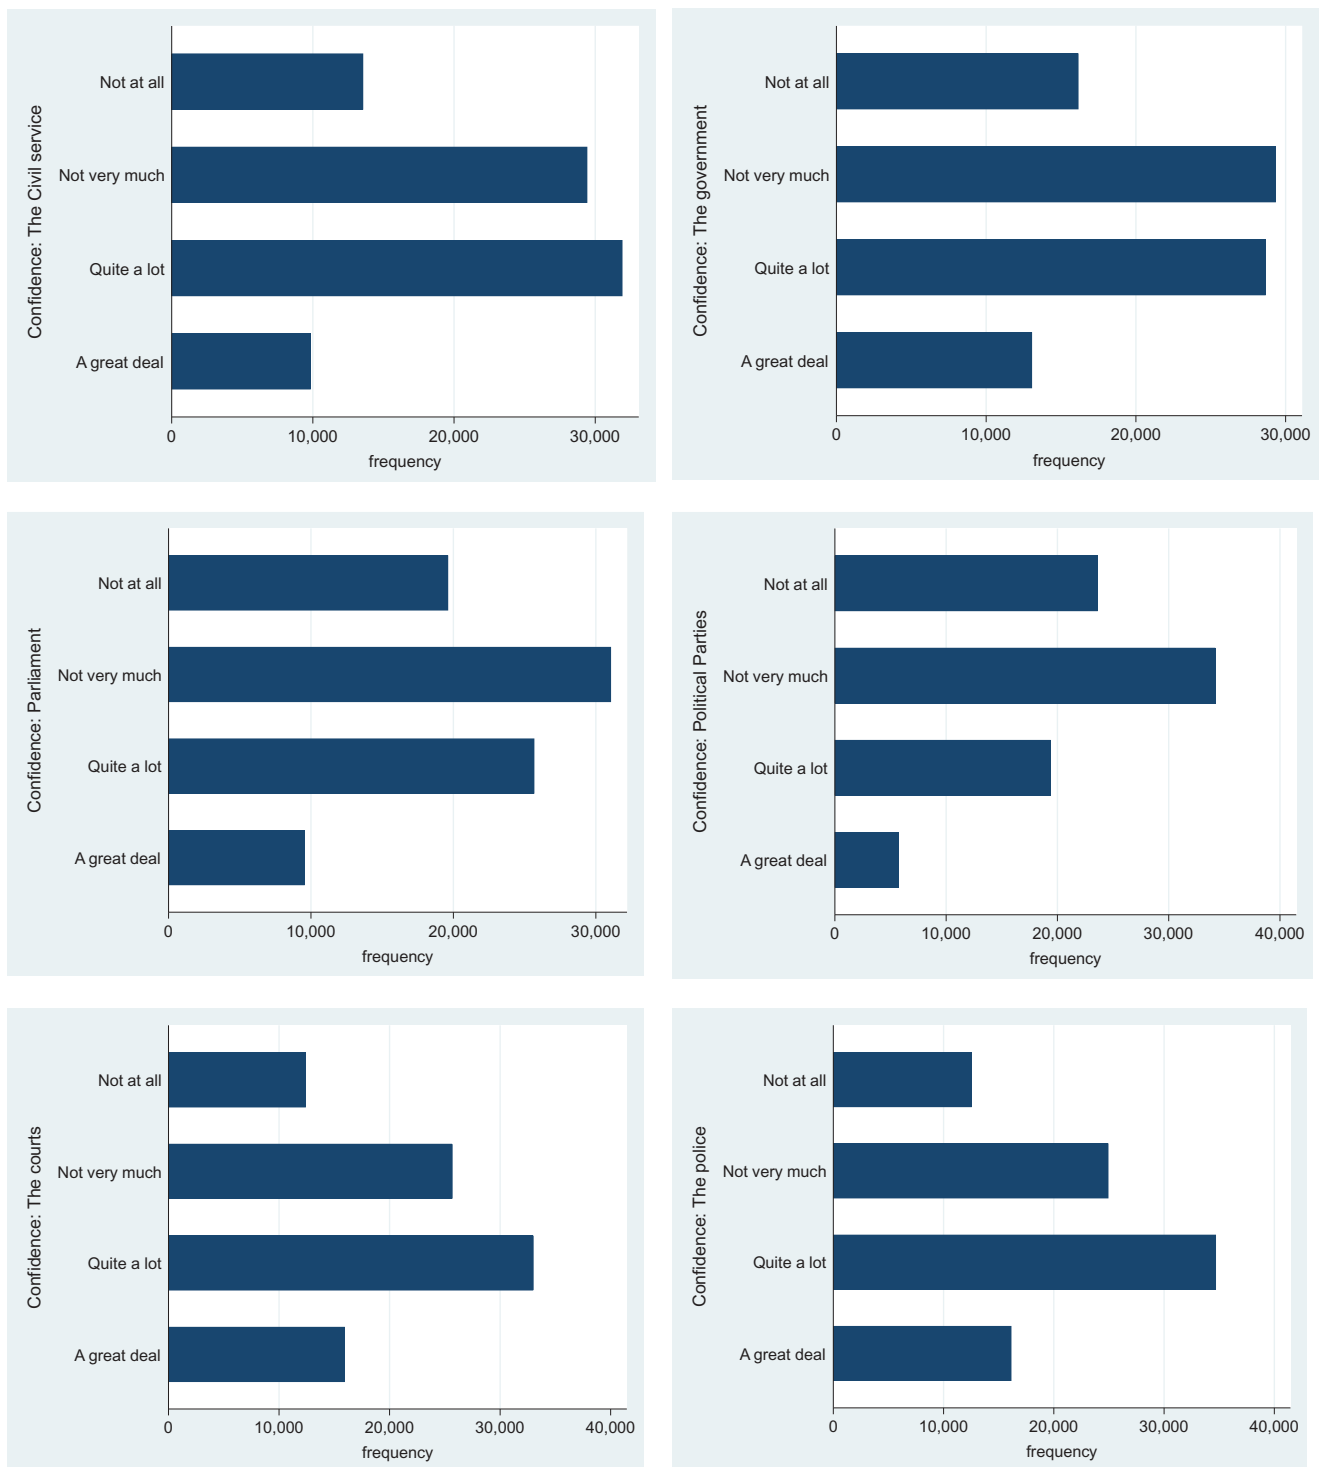 Confidence: The Civil service
Not at all
Not very much
Quite a lot
A great deal
0 10,000 20,000 30,000
frequency
Confidence: The government
Not at all
Not very much
Quite a lot
A great deal
0 10,000 20,000 30,000
frequency
Confidence: Parliament
Not at all
Not very much
Quite a lot
A great deal
0 10,000 20,000 30,000
frequency
Confidence: Political Parties
Not at all
Not very much
Quite a lot
A great deal
0 10,000 20,000 30,000 40,000
frequency
Confidence: The courts
Not at all
Not very much
Quite a lot
A great deal
0 10,000 20,000 30,000 40,000
frequency
Confidence: The police
Not at all
Not very much
Quite a lot
A great deal
0 10,000 20,000 30,000 40,000
frequency